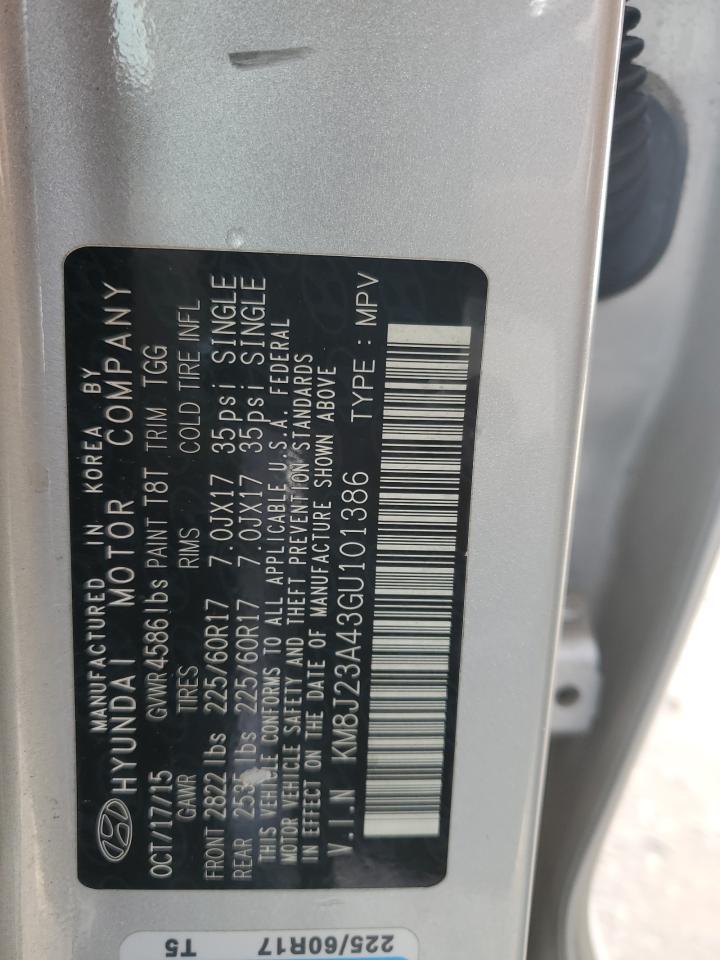 MANUFACTURED IN KOREA BY
HYUNDAI MOTOR COMPANY
OCT/17/15 GVWR 4586lbs PAINT T8T TRIM TGG
GAWR TIRES RIMS COLD TIRE INFL
FRONT 2822 lbs 225/60R17 7.0JX17 35psi SINGLE
REAR 2535 lbs 225/60R17 7.0JX17 35psi SINGLE
THIS VEHICLE CONFORMS TO ALL APPLICABLE U.S.A. FEDERAL
MOTOR VEHICLE SAFETY AND THEFT PREVENTION STANDARDS
IN EFFECT ON THE DATE OF MANUFACTURE SHOWN ABOVE
V.I.N KM8J23A43GU101386 TYPE : MPV
T5
225/60R17